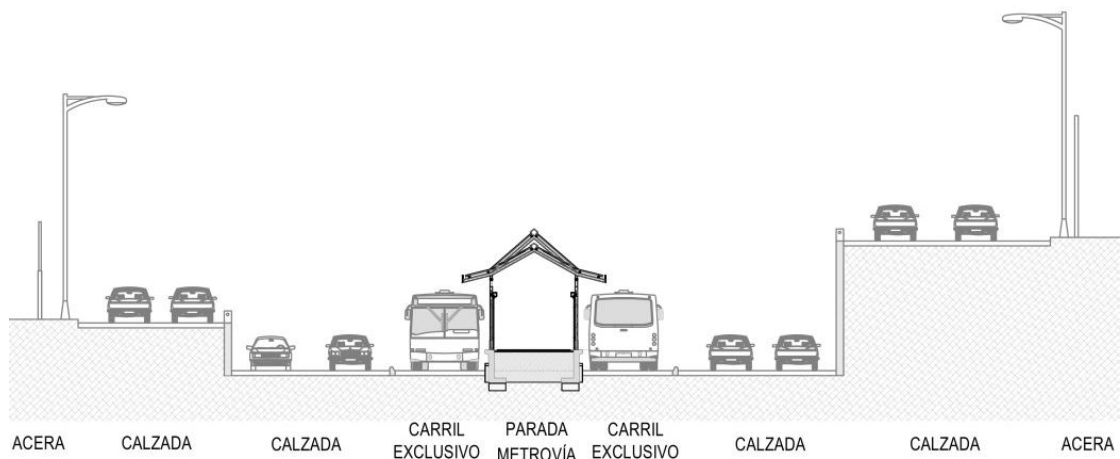 ACERA
CALZADA
CALZADA
CARRIL
EXCLUSIVO
PARADA
METROVÍA
CARRIL
EXCLUSIVO
CALZADA
CALZADA
ACERA